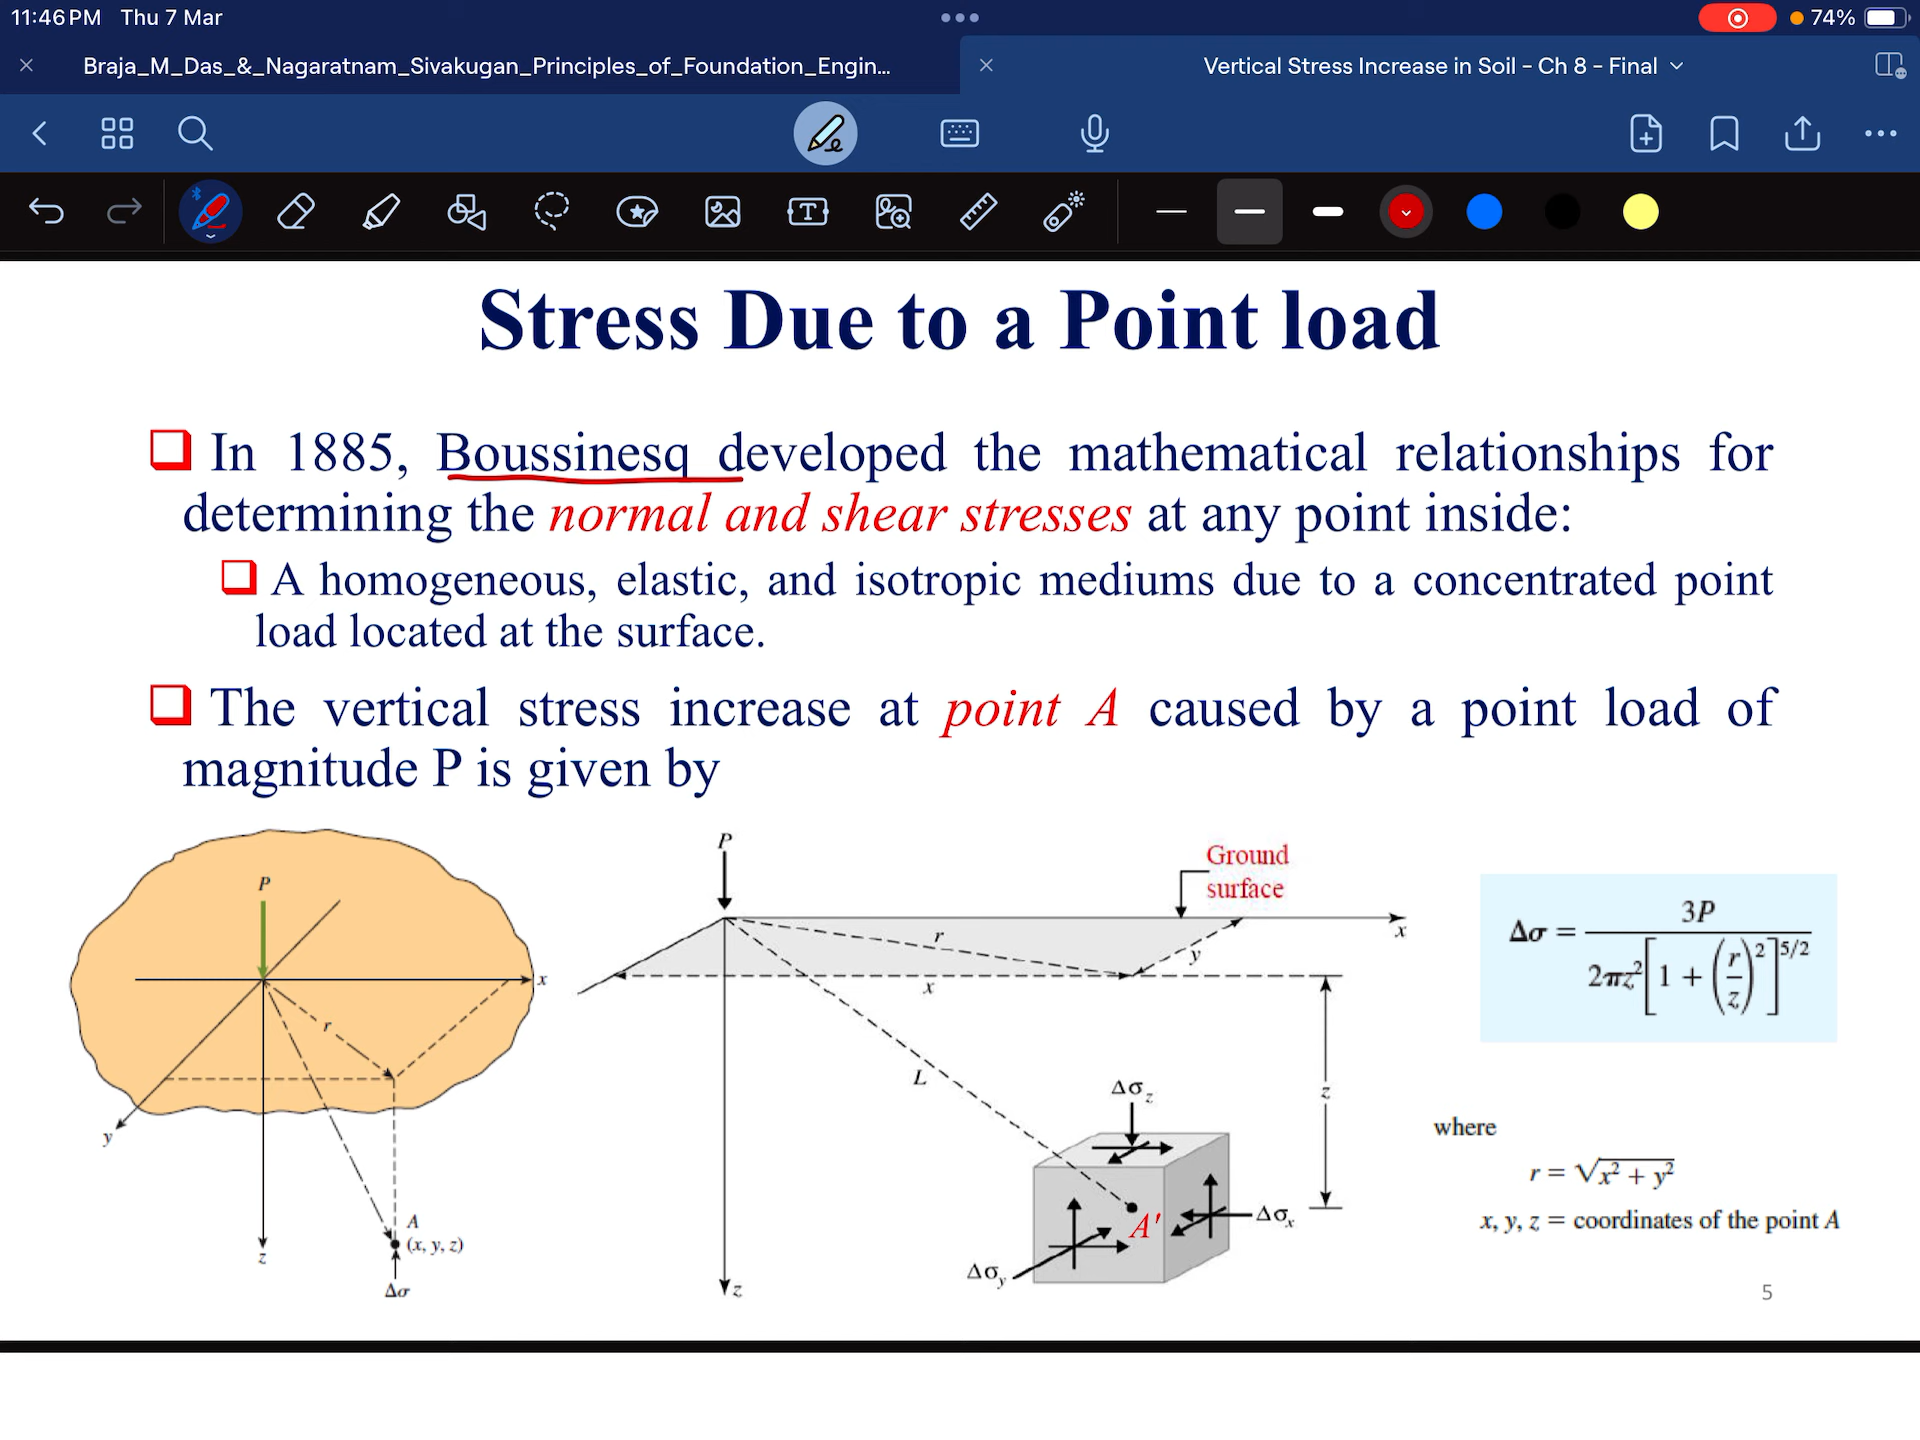 11:46 PM Thu 7 Mar
74%
Braja_M_Das_&_Nagaratnam_Sivakugan_Principles_of_Foundation_Engin...
Vertical Stress Increase in Soil - Ch 8 - Final
Stress Due to a Point load
In 1885, Boussinesq developed the mathematical relationships for
determining the normal and shear stresses at any point inside:
A homogeneous, elastic, and isotropic mediums due to a concentrated point
load located at the surface.
The vertical stress increase at point A caused by a point load of
magnitude P is given by
P
x
r
y
z
A
(x, y, z)
Δσ
P
Ground
surface
x
r
y
x
L
z
Δσz
A'
Δσx
Δσy
z
Δσ = 3P / 2πz²[1 + (r/z)²]^5/2
where
r = √x² + y²
x, y, z = coordinates of the point A
5